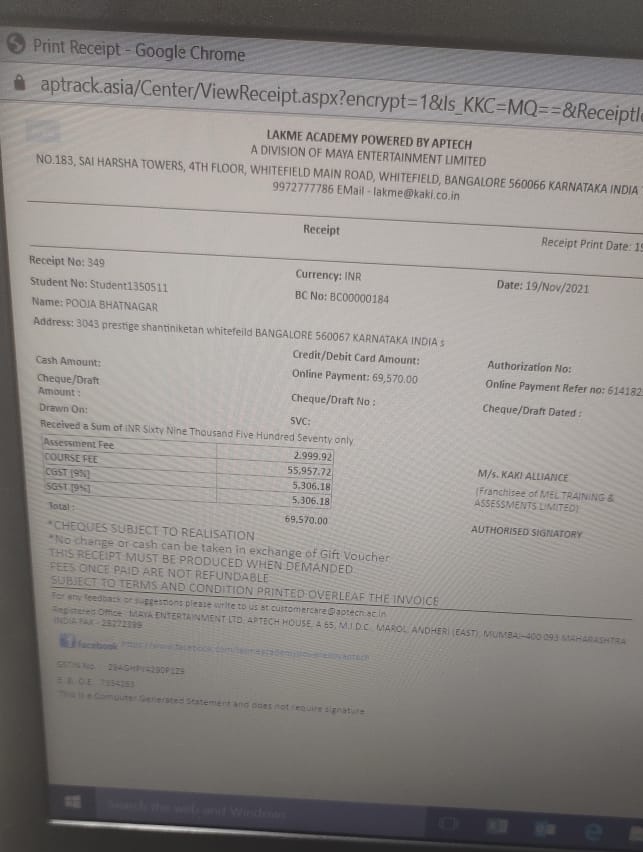 Print Receipt - Google Chrome
aptrack.asia/Center/ViewReceipt.aspx?encrypt=1&Is_KKC=MQ==&ReceiptI
LAKME ACADEMY POWERED BY APTECH
A DIVISION OF MAYA ENTERTAINMENT LIMITED
NO.183, SAI HARSHA TOWERS, 4TH FLOOR, WHITEFIELD MAIN ROAD, WHITEFIELD, BANGALORE 560066 KARNATAKA INDIA
9972777786 EMail - lakme@kaki.co.in
Receipt
Receipt Print Date: 19
Receipt No: 349 Currency: INR Date: 19/Nov/2021
Student No: Student1350511 BC No: BC00000184
Name: POOJA BHATNAGAR
Address: 3043 prestige shantiniketan whitefeild BANGALORE 560067 KARNATAKA INDIA s
Cash Amount: Credit/Debit Card Amount: Authorization No:
Cheque/Draft Amount : Online Payment: 69,570.00 Online Payment Refer no: 614182
Cheque/Draft No : Cheque/Draft Dated :
Drawn On: SVC:
Received a Sum of INR Sixty Nine Thousand Five Hundred Seventy only
Assessment Fee 2,999.92
COURSE FEE 55,957.72
CGST [9%] 5,306.18
SGST [9%] 5,306.18
Total : 69,570.00
M/s. KAKI ALLIANCE
(Franchisee of MEL TRAINING &
ASSESSMENTS LIMITED)
AUTHORISED SIGNATORY
*CHEQUES SUBJECT TO REALISATION
*No change or cash can be taken in exchange of Gift Voucher
THIS RECEIPT MUST BE PRODUCED WHEN DEMANDED
FEES ONCE PAID ARE NOT REFUNDABLE
SUBJECT TO TERMS AND CONDITION PRINTED OVERLEAF THE INVOICE
For any feedback or suggestions please write to us at customercare@aptech.ac.in
Registered Office : MAYA ENTERTAINMENT LTD, APTECH HOUSE, A 65, M.I.D.C., MAROL, ANDHERI (EAST), MUMBAI-400 093 MAHARASHTRA
INDIA FAX - 28272399
facebook
GSTIN No.
This is a Computer Generated Statement and does not require signature
Search the web and Windows